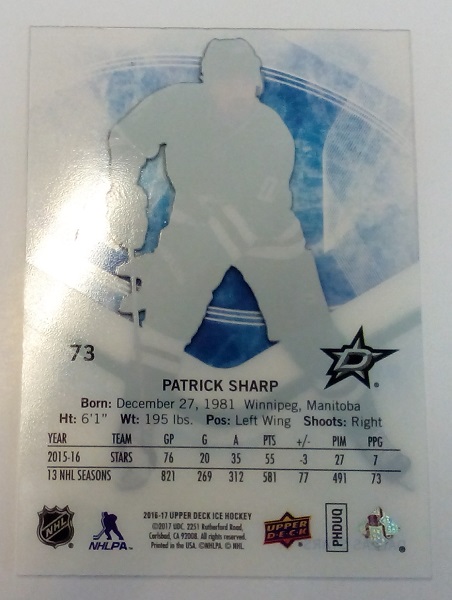 73
D
PATRICK SHARP
Born: December 27, 1981 Winnipeg, Manitoba
Ht: 6'1" Wt: 195 lbs. Pos: Left Wing Shoots: Right
YEAR TEAM GP G A PTS +/- PIM PPG
2015-16 STARS 76 20 35 55 -3 27 7
13 NHL SEASONS 821 269 312 581 77 491 73
2016-17 UPPER DECK ICE HOCKEY
©2017 UDC, 2251 Rutherford Road,
Carlsbad, CA 92008. All rights reserved.
Printed in the USA. ©NHLPA. © NHL.
NHL
NHLPA
UPPER
DECK
PHDUQ